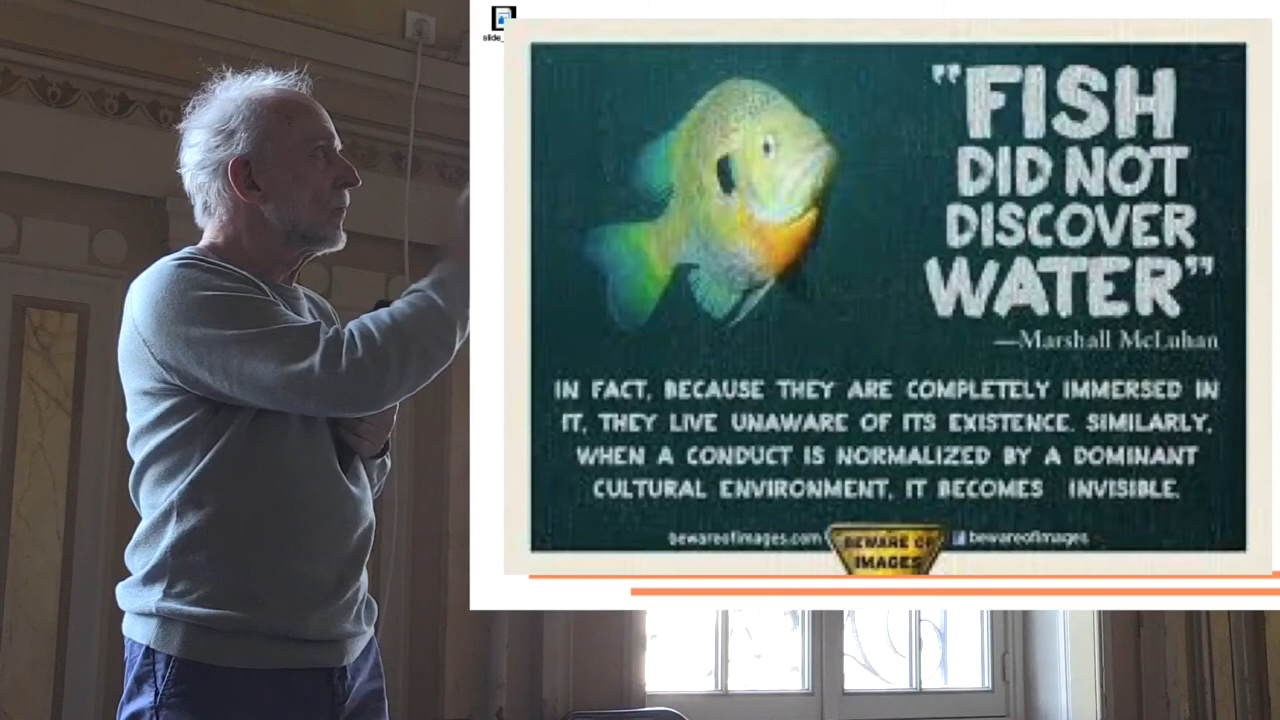 slide_
"FISH
DID NOT
DISCOVER
WATER"
—Marshall McLuhan
IN FACT, BECAUSE THEY ARE COMPLETELY IMMERSED IN
IT, THEY LIVE UNAWARE OF ITS EXISTENCE. SIMILARLY,
WHEN A CONDUCT IS NORMALIZED BY A DOMINANT
CULTURAL ENVIRONMENT, IT BECOMES INVISIBLE.
bewareofimages.com
BEWARE OF
IMAGES
bewareofimages